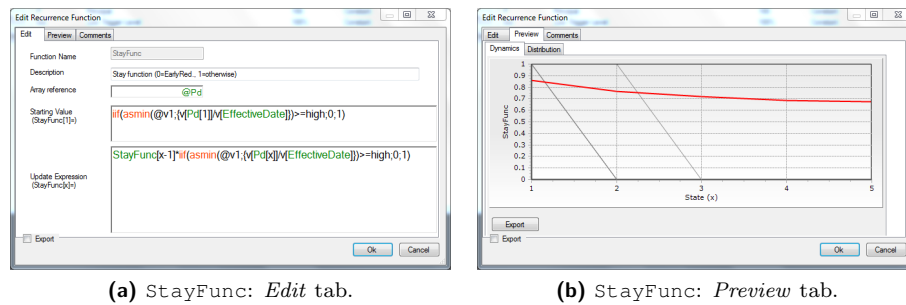 Edit Recurrence Function
Edit Preview Comments
Function Name StayFunc
Description Stay function (0=EarlyRed., 1=otherwise)
Array reference @Pd
Starting Value
(StayFunc[1]=)
iif(asmin(@v1;{v[Pd[1]]/v[EffectiveDate]})>=high;0;1)
StayFunc[x-1]*iif(asmin(@v1;{v[Pd[x]]/v[EffectiveDate]})>=high;0;1)
Update Expression
(StayFunc[x]=)
Export
Ok Cancel
(a) StayFunc: Edit tab.
Edit Recurrence Function
Edit Preview Comments
Dynamics Distribution
StayFunc
1
0.9
0.8
0.7
0.6
0.5
0.4
0.3
0.2
0.1
0
1 2 3 4 5
State (x)
Export
Export
Ok Cancel
(b) StayFunc: Preview tab.